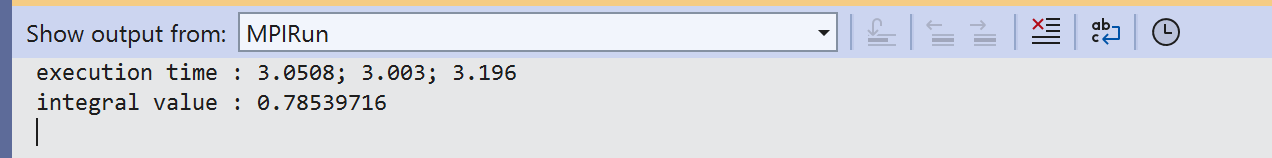 Show output from: MPIRun
execution time : 3.0508; 3.003; 3.196
integral value : 0.78539716